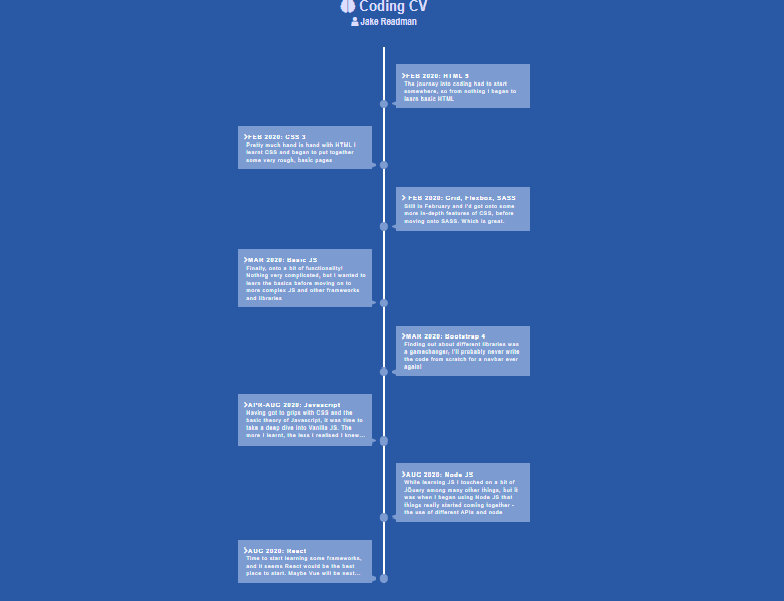 Coding CV
Jake Readman
FEB 2020: HTML 5
The journey into coding had to start
somewhere, so from nothing I began to
learn basic HTML
FEB 2020: CSS 3
Pretty much hand in hand with HTML I
learnt CSS and began to put together
some very rough, basic pages
FEB 2020: Grid, Flexbox, SASS
Still in February and I'd got onto some
more in-depth features of CSS, before
moving onto SASS. Which is great.
MAR 2020: Basic JS
Finally, onto a bit of functionality!
Nothing very complicated, but I wanted to
learn the basics before moving on to
more complex JS and other frameworks
and libraries
MAR 2020: Bootstrap 4
Finding out about different libraries was
a gamechanger, I'll probably never write
the code from scratch for a navbar ever
again!
APR-AUG 2020: Javascript
Having got to grips with CSS and the
basic theory of Javascript, it was time to
take a deep dive into Vanilla JS. The
more I learnt, the less I realised I knew...
AUG 2020: Node JS
While learning JS I touched on a bit of
JQuery among many other things, but it
was when I began using Node JS that
things really started coming together -
the use of different APIs and node
AUG 2020: React
Time to start learning some frameworks,
and it seems React would be the best
place to start. Maybe Vue will be next...